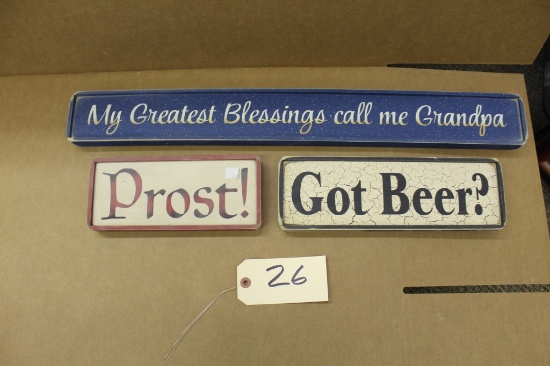 My Greatest Blessings call me Grandpa
Prost!
Got Beer?
26